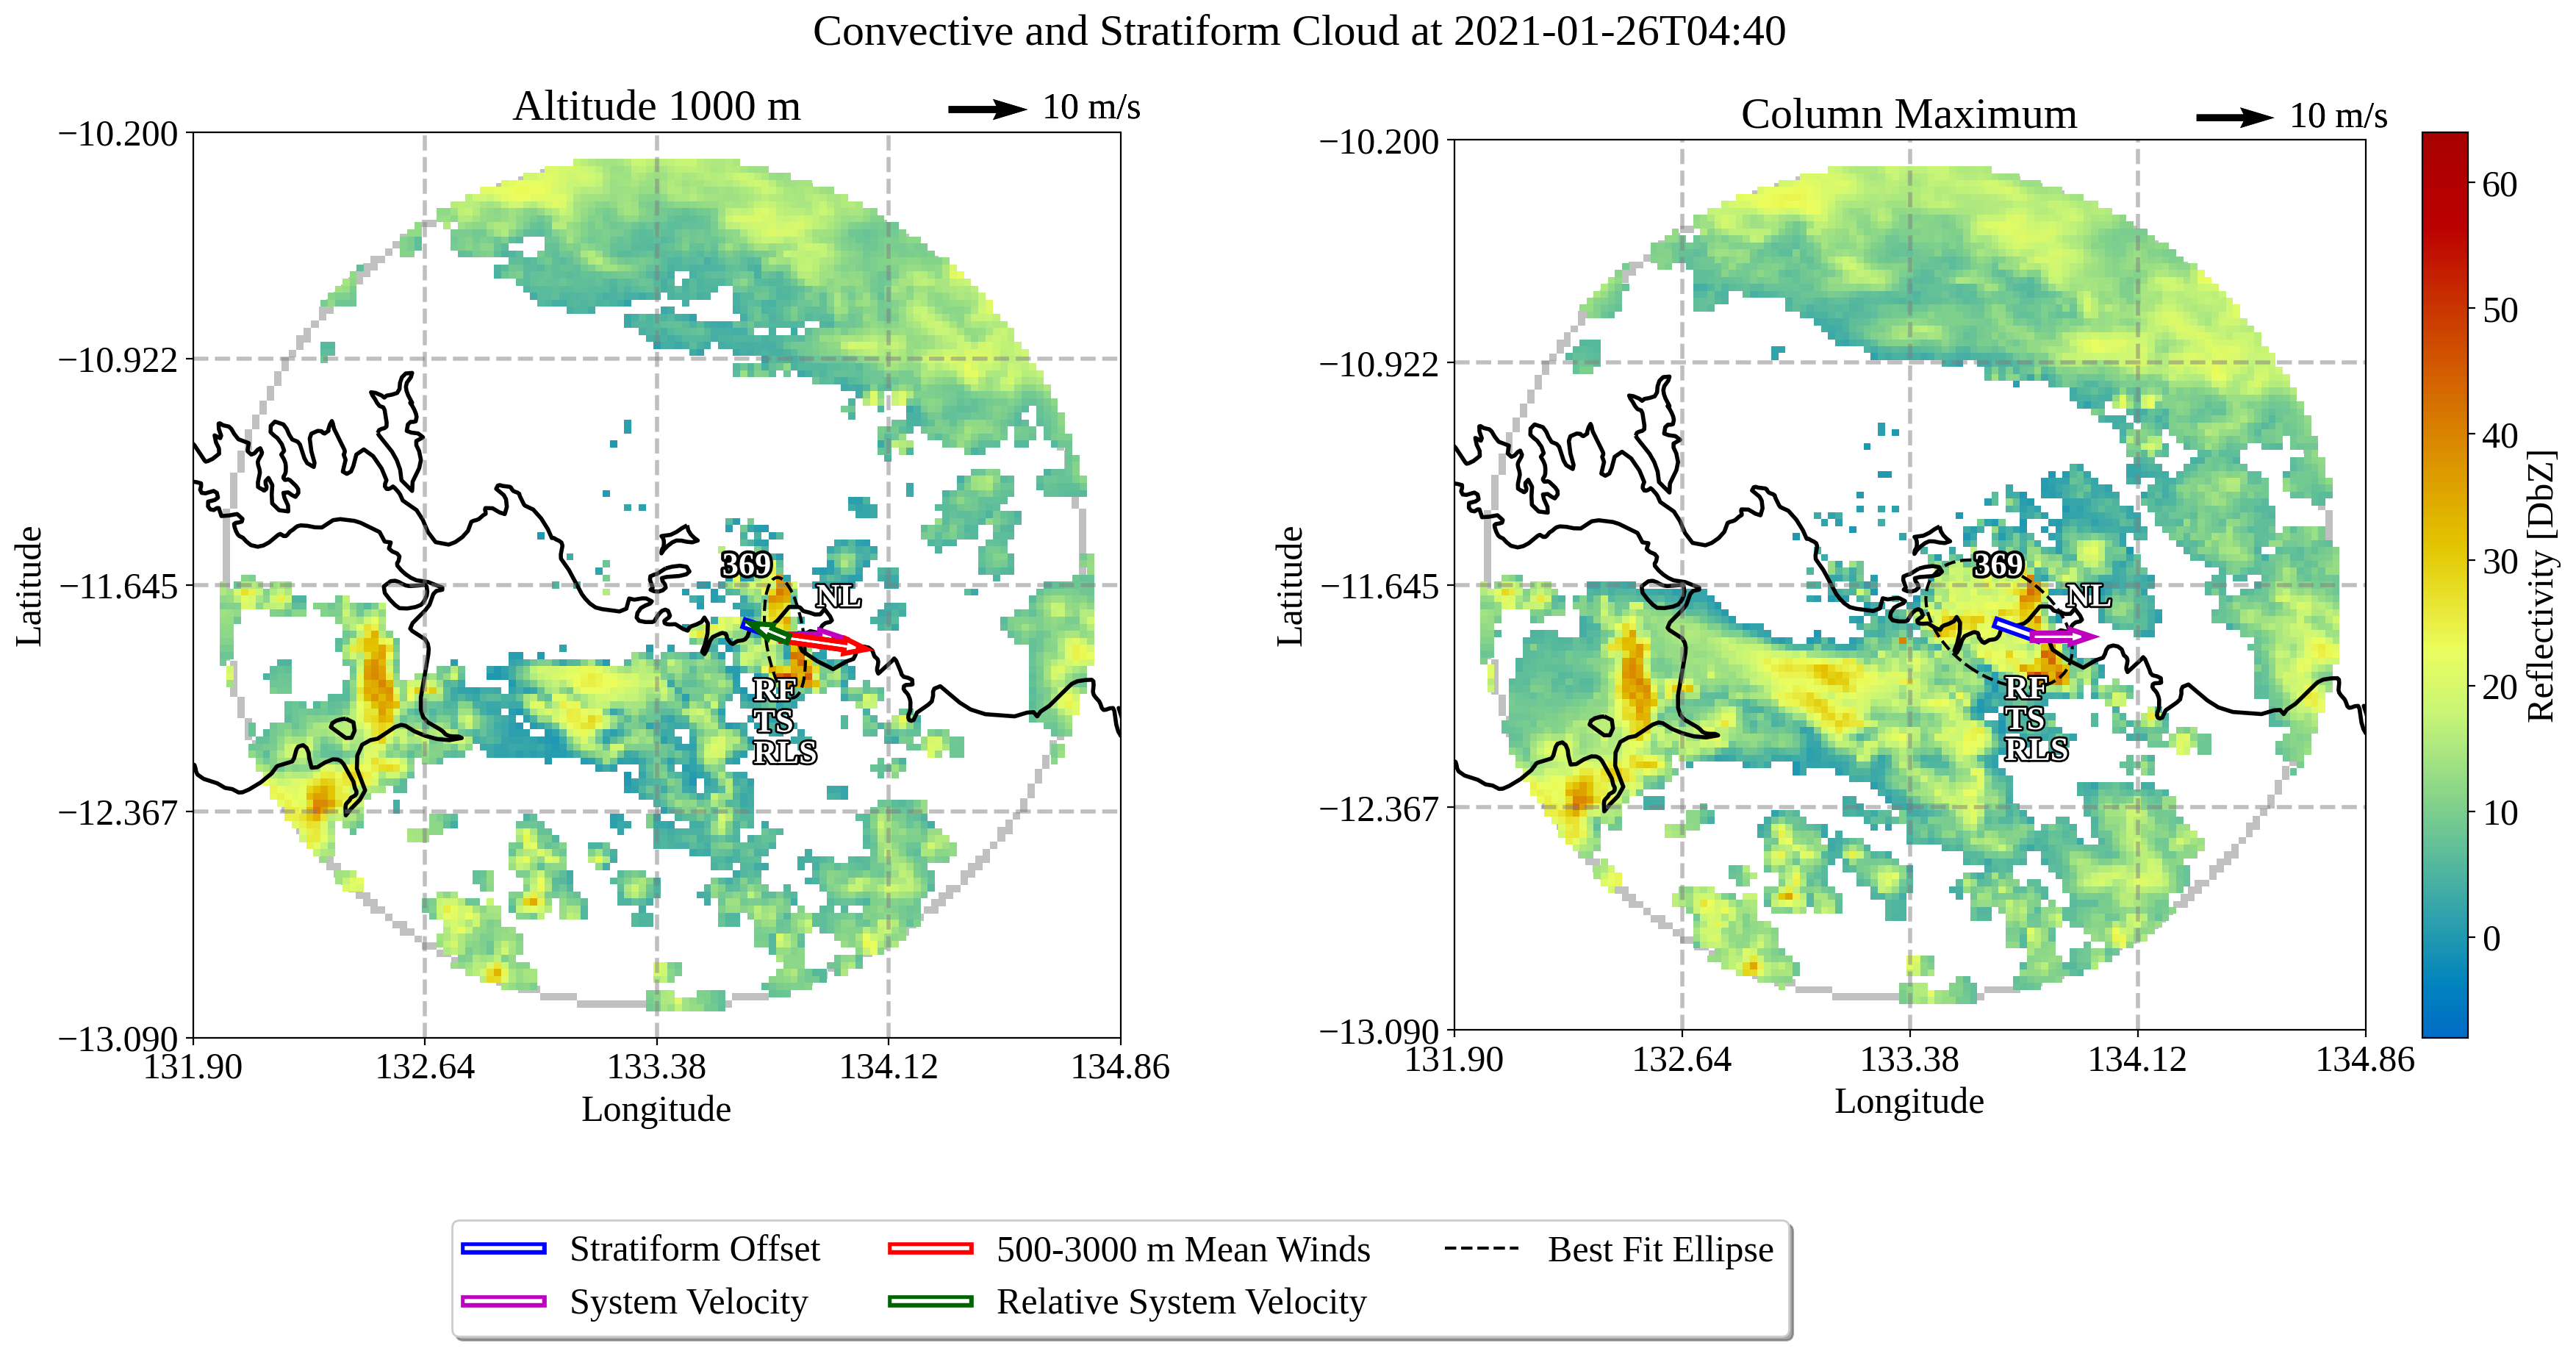 Convective and Stratiform Cloud at 2021-01-26T04:40
Altitude 1000 m
10 m/s
−10.200
−10.922
−11.645
−12.367
−13.090
Latitude
131.90
132.64
133.38
134.12
134.86
Longitude
369
NL
RF
TS
RLS
Column Maximum
10 m/s
−10.200
−10.922
−11.645
−12.367
−13.090
Latitude
131.90
132.64
133.38
134.12
134.86
Longitude
369
NL
RF
TS
RLS
60
50
40
30
20
10
0
Reflectivity [DbZ]
Stratiform Offset
System Velocity
500-3000 m Mean Winds
Relative System Velocity
Best Fit Ellipse